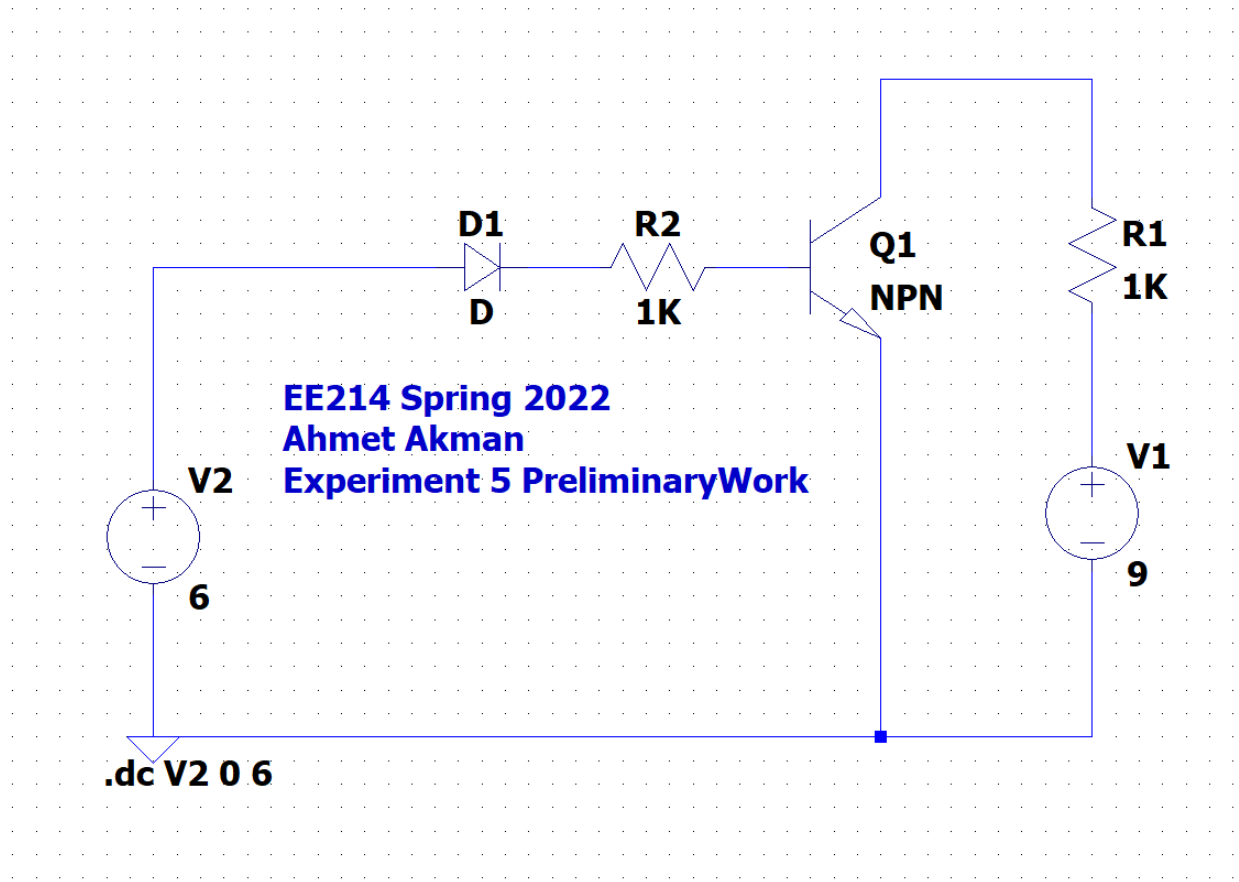 D1
D
R2
1K
Q1
NPN
R1
1K
EE214 Spring 2022
Ahmet Akman
Experiment 5 PreliminaryWork
V2
6
V1
9
.dc V2 0 6